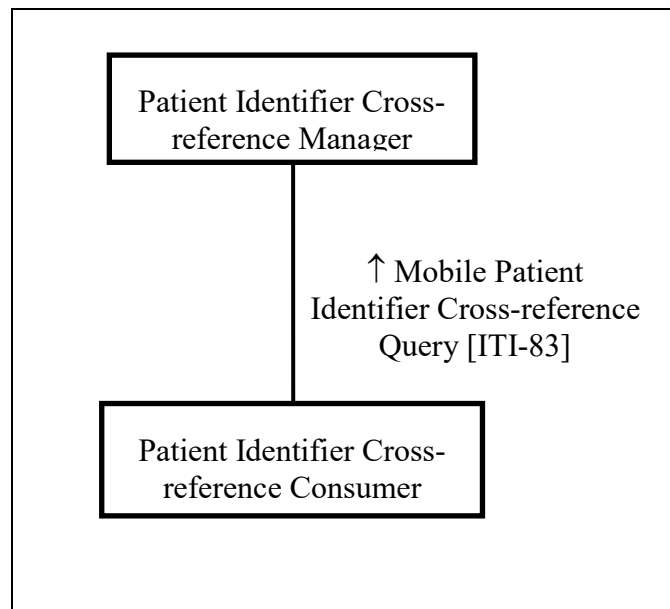 Patient Identifier Cross-
reference Manager
↑ Mobile Patient
Identifier Cross-reference
Query [ITI-83]
Patient Identifier Cross-
reference Consumer